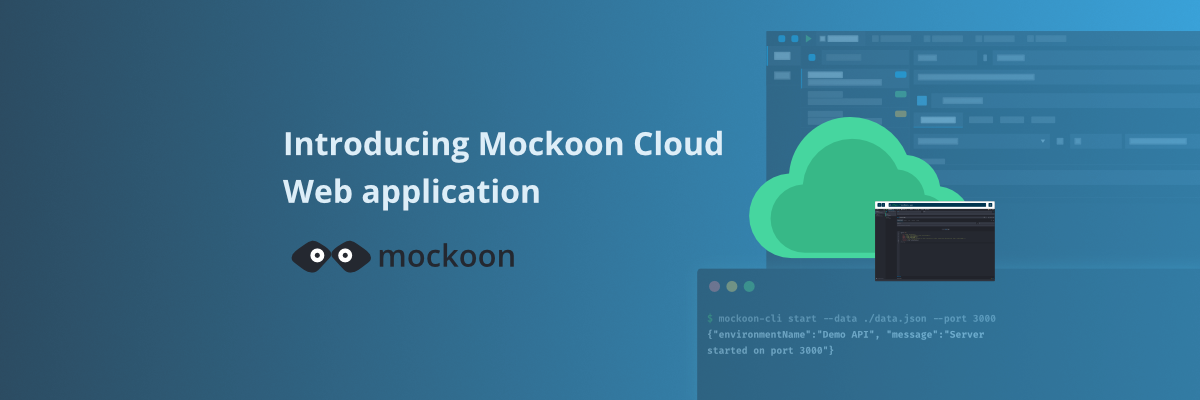 Introducing Mockoon Cloud
Web application
mockoon
$ mockoon-cli start --data ./data.json --port 3000
{"environmentName":"Demo API", "message":"Server
started on port 3000"}